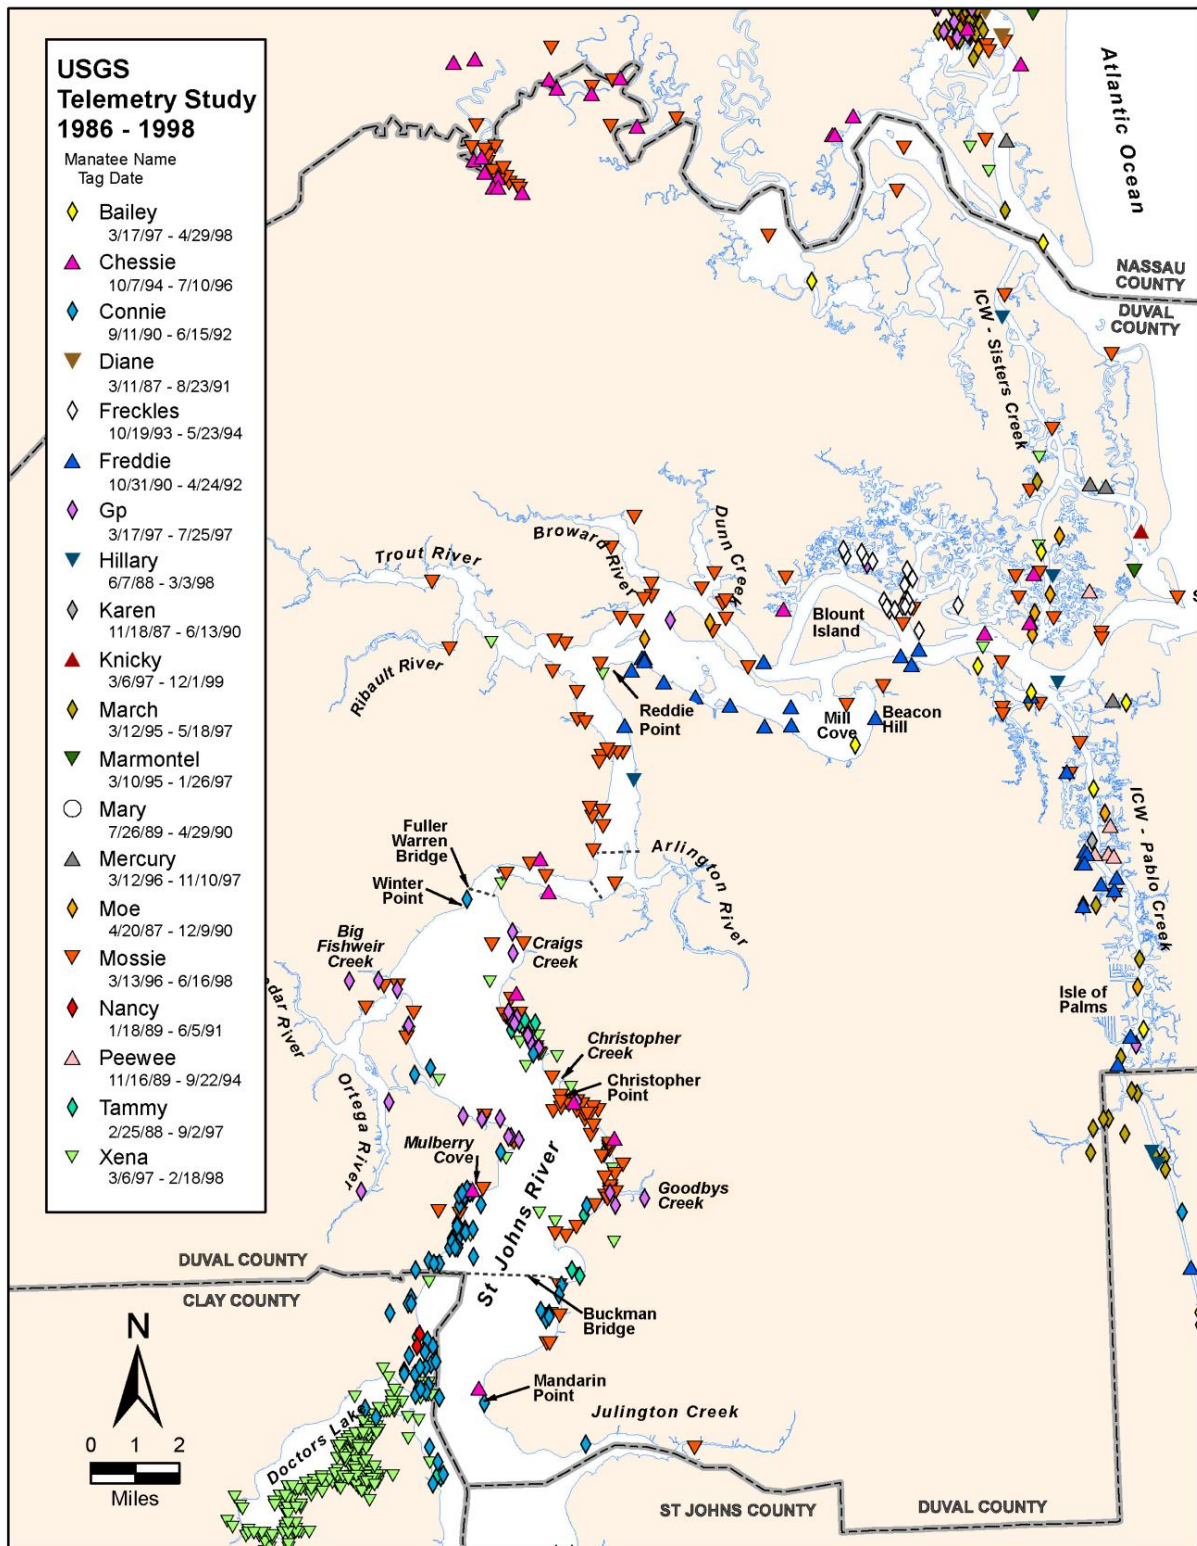 USGS
Telemetry Study
1986 - 1998
Manatee Name
Tag Date
Bailey
3/17/97 - 4/29/98
Chessie
10/7/94 - 7/10/96
Connie
9/11/90 - 6/15/92
Diane
3/11/87 - 8/23/91
Freckles
10/19/93 - 5/23/94
Freddie
10/31/90 - 4/24/92
Gp
3/17/97 - 7/25/97
Hillary
6/7/88 - 3/3/98
Karen
11/18/87 - 6/13/90
Knicky
3/6/97 - 12/1/99
March
3/12/95 - 5/18/97
Marmontel
3/10/95 - 1/26/97
Mary
7/26/89 - 4/29/90
Mercury
3/12/96 - 11/10/97
Moe
4/20/87 - 12/9/90
Mossie
3/13/96 - 6/16/98
Nancy
1/18/89 - 6/5/91
Peewee
11/16/89 - 9/22/94
Tammy
2/25/88 - 9/2/97
Xena
3/6/97 - 2/18/98
Atlantic Ocean
NASSAU
COUNTY
DUVAL
COUNTY
ICW - Sisters Creek
Trout River
Broward
River
Dunn Creek
Ribault River
Blount
Island
S
Reddie
Point
Mill
Cove
Beacon
Hill
ICW - Pablo Creek
Fuller
Warren
Bridge
Winter
Point
Arlington River
Big
Fishweir
Creek
Craigs
Creek
dar River
Isle of
Palms
Christopher
Creek
Christopher
Point
Ortega River
Mulberry
Cove
St Johns River
Goodbys
Creek
DUVAL COUNTY
CLAY COUNTY
Buckman
Bridge
N
Mandarin
Point
Julington Creek
Doctors Lake
0 1 2
Miles
ST JOHNS COUNTY
DUVAL COUNTY